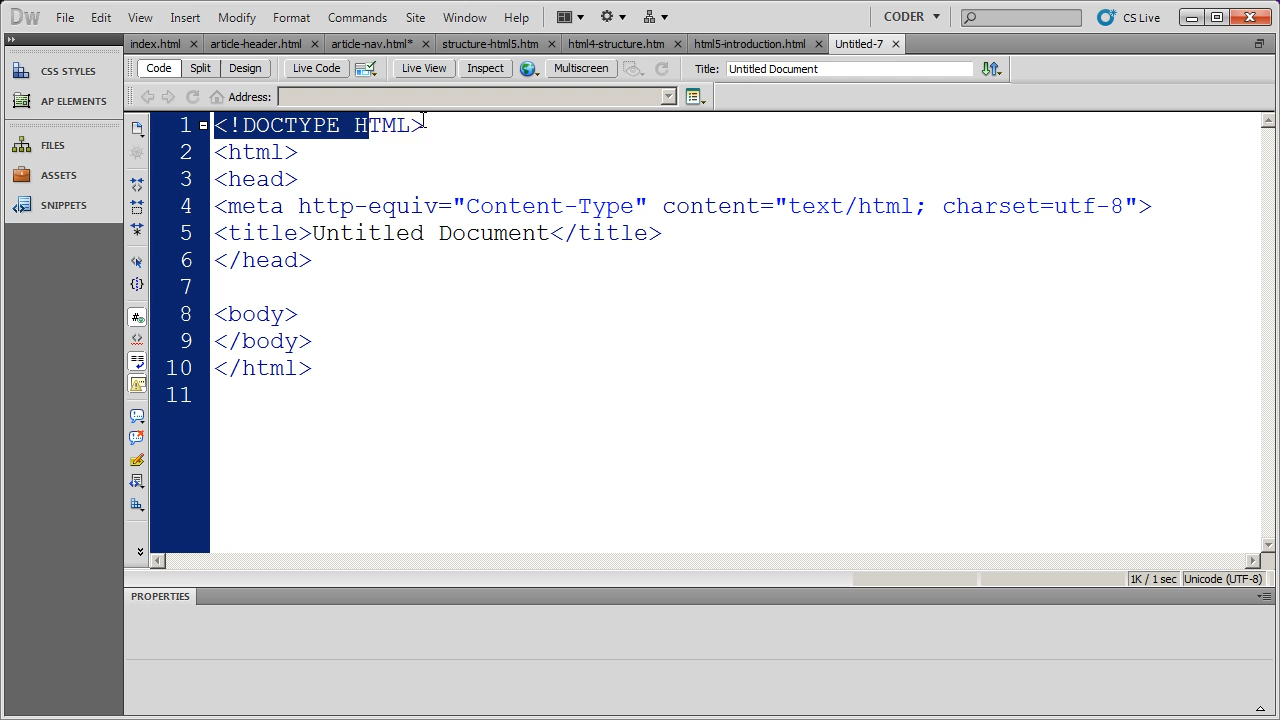 Dw File Edit View Insert Modify Format Commands Site Window Help CODER CS Live
CSS STYLES
AP ELEMENTS
FILES
ASSETS
SNIPPETS
index.html article-header.html article-nav.html* structure-html5.htm html4-structure.htm html5-introduction.html Untitled-7
Code Split Design Live Code Live View Inspect Multiscreen Title: Untitled Document
Address:
1 <!DOCTYPE HTML>
2 <html>
3 <head>
4 <meta http-equiv="Content-Type" content="text/html; charset=utf-8">
5 <title>Untitled Document</title>
6 </head>
7
8 <body>
9 </body>
10 </html>
11
1K / 1 sec Unicode (UTF-8)
PROPERTIES